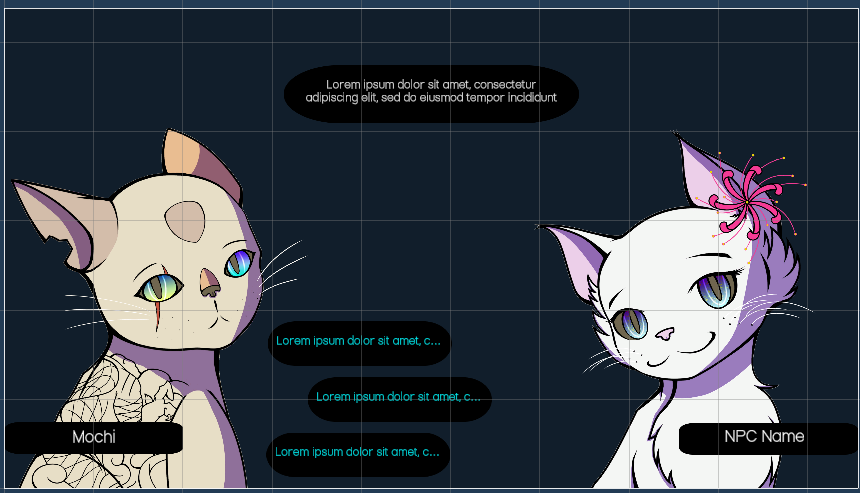 Lorem ipsum dolor sit amet, consectetur
adipiscing elit, sed do eiusmod tempor incididunt
Lorem ipsum dolor sit amet, c...
Lorem ipsum dolor sit amet, c...
Lorem ipsum dolor sit amet, c...
Mochi
NPC Name